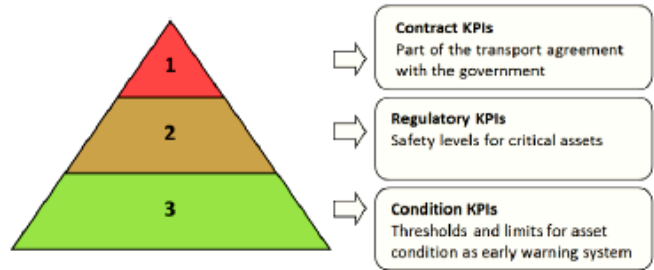 1
Contract KPIs
Part of the transport agreement
with the government
2
Regulatory KPIs
Safety levels for critical assets
3
Condition KPIs
Thresholds and limits for asset
condition as early warning system